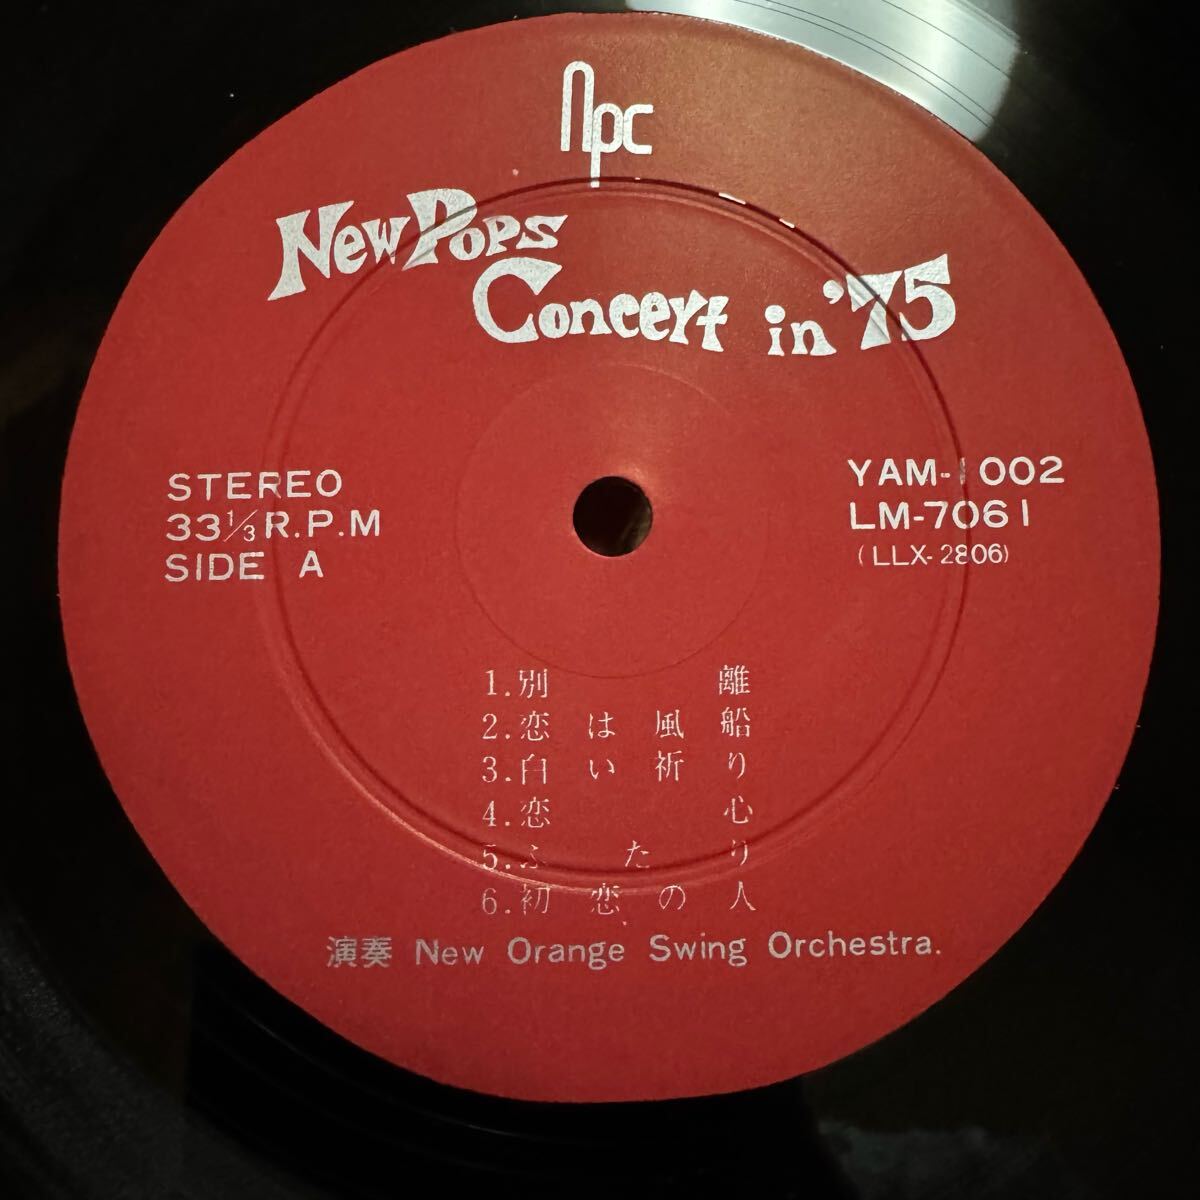 npc
New Pops
Concert in '75
STEREO
33⅓ R.P.M
SIDE A
YAM-1002
LM-7061
(LLX-2806)
1.別離
2.恋は風船
3.白い祈り
4.恋心
5.ふたり
6.初恋の人
演奏 New Orange Swing Orchestra.